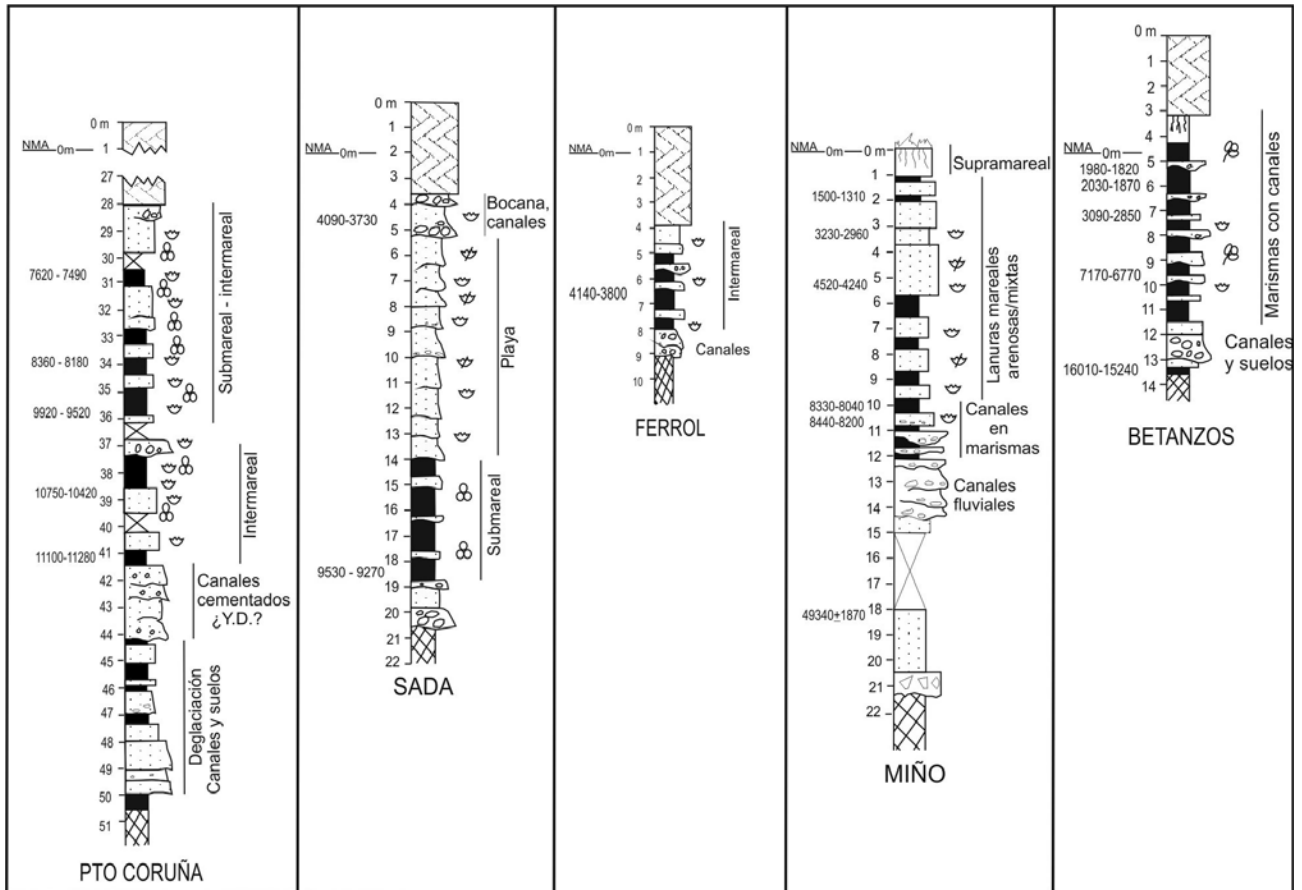 0 m
NMA 0m
1
27
28
29
30
7620 - 7490
31
32
33
8360 - 8180
34
35
9920 - 9520
36
37
38
10750-10420
39
40
11100-11280
41
42
43
44
45
46
47
48
49
50
51
Submareal - intermareal
Intermareal
Canales
cementados
¿Y.D.?
Deglaciación
Canales y suelos
PTO CORUÑA
0 m
1
NMA 0m
2
3
4
4090-3730
5
6
7
8
9
10
11
12
13
14
15
16
17
18
9530 - 9270
19
20
21
22
Bocana,
canales
Playa
Submareal
SADA
0m
NMA 0m
1
2
3
4
5
6
4140-3800
7
8
9
10
Intermareal
Canales
FERROL
NMA 0m
0 m
1
1500-1310
2
3
3230-2960
4
5
4520-4240
6
7
8
9
8330-8040
10
8440-8200
11
12
13
14
15
16
17
49340±1870
18
19
20
21
22
Supramareal
Lanuras mareales
arenosas/mixtas
Canales
en
marismas
Canales
fluviales
MIÑO
0 m
1
2
3
4
NMA 0m
5
1980-1820
2030-1870
6
3090-2850
7
8
9
7170-6770
10
11
12
13
16010-15240
14
Marismas con canales
Canales
y suelos
BETANZOS